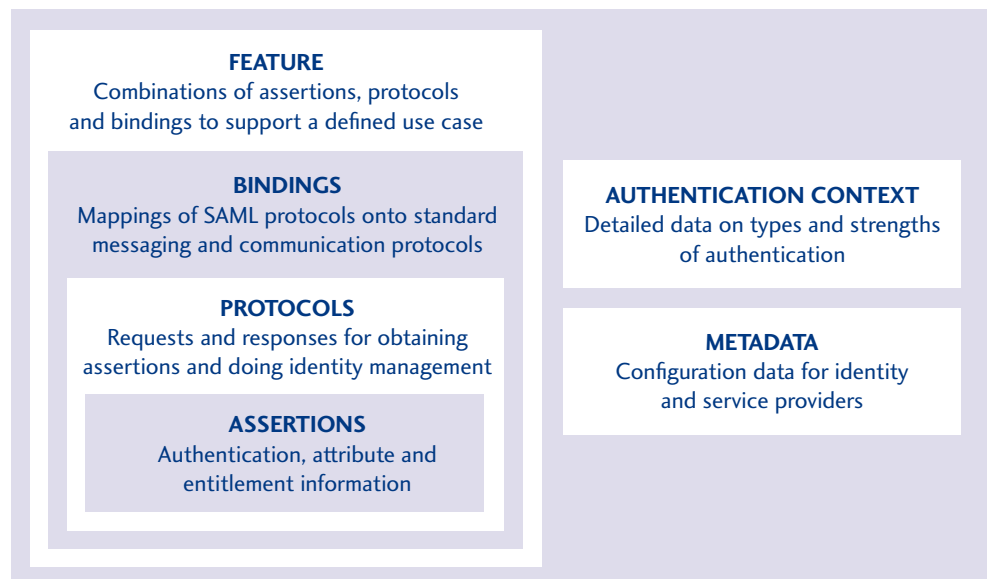 FEATURE
Combinations of assertions, protocols
and bindings to support a defined use case
BINDINGS
Mappings of SAML protocols onto standard
messaging and communication protocols
PROTOCOLS
Requests and responses for obtaining
assertions and doing identity management
ASSERTIONS
Authentication, attribute and
entitlement information
AUTHENTICATION CONTEXT
Detailed data on types and strengths
of authentication
METADATA
Configuration data for identity
and service providers